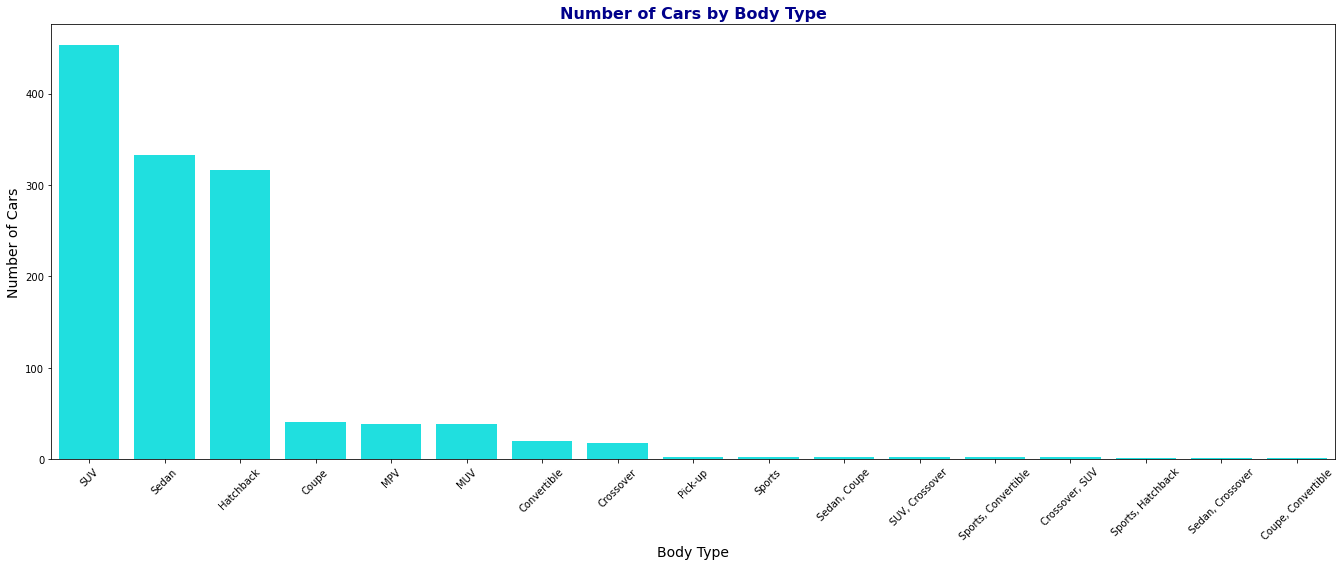 Number of Cars by Body Type
Number of Cars
400
300
200
100
0
SUV
Sedan
Hatchback
Coupe
MPV
MUV
Convertible
Crossover
Pick-up
Sports
Sedan, Coupe
SUV, Crossover
Sports, Convertible
Crossover, SUV
Sports, Hatchback
Sedan, Crossover
Coupe, Convertible
Body Type